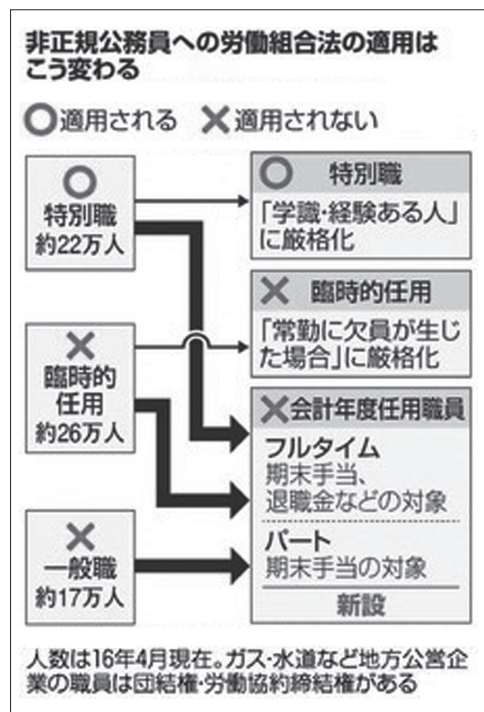 非正規公務員への労働組合法の適用は
こう変わる
○適用される ×適用されない
○
特別職
約22万人
×
臨時的
任用
約26万人
×
一般職
約17万人
○ 特別職
「学識・経験ある人」
に厳格化
× 臨時的任用
「常勤に欠員が生じ
た場合」に厳格化
×会計年度任用職員
フルタイム
期末手当、
退職金などの対象
パート
期末手当の対象
新設
人数は16年4月現在。ガス・水道など地方公営企
業の職員は団結権・労働協約締結権がある